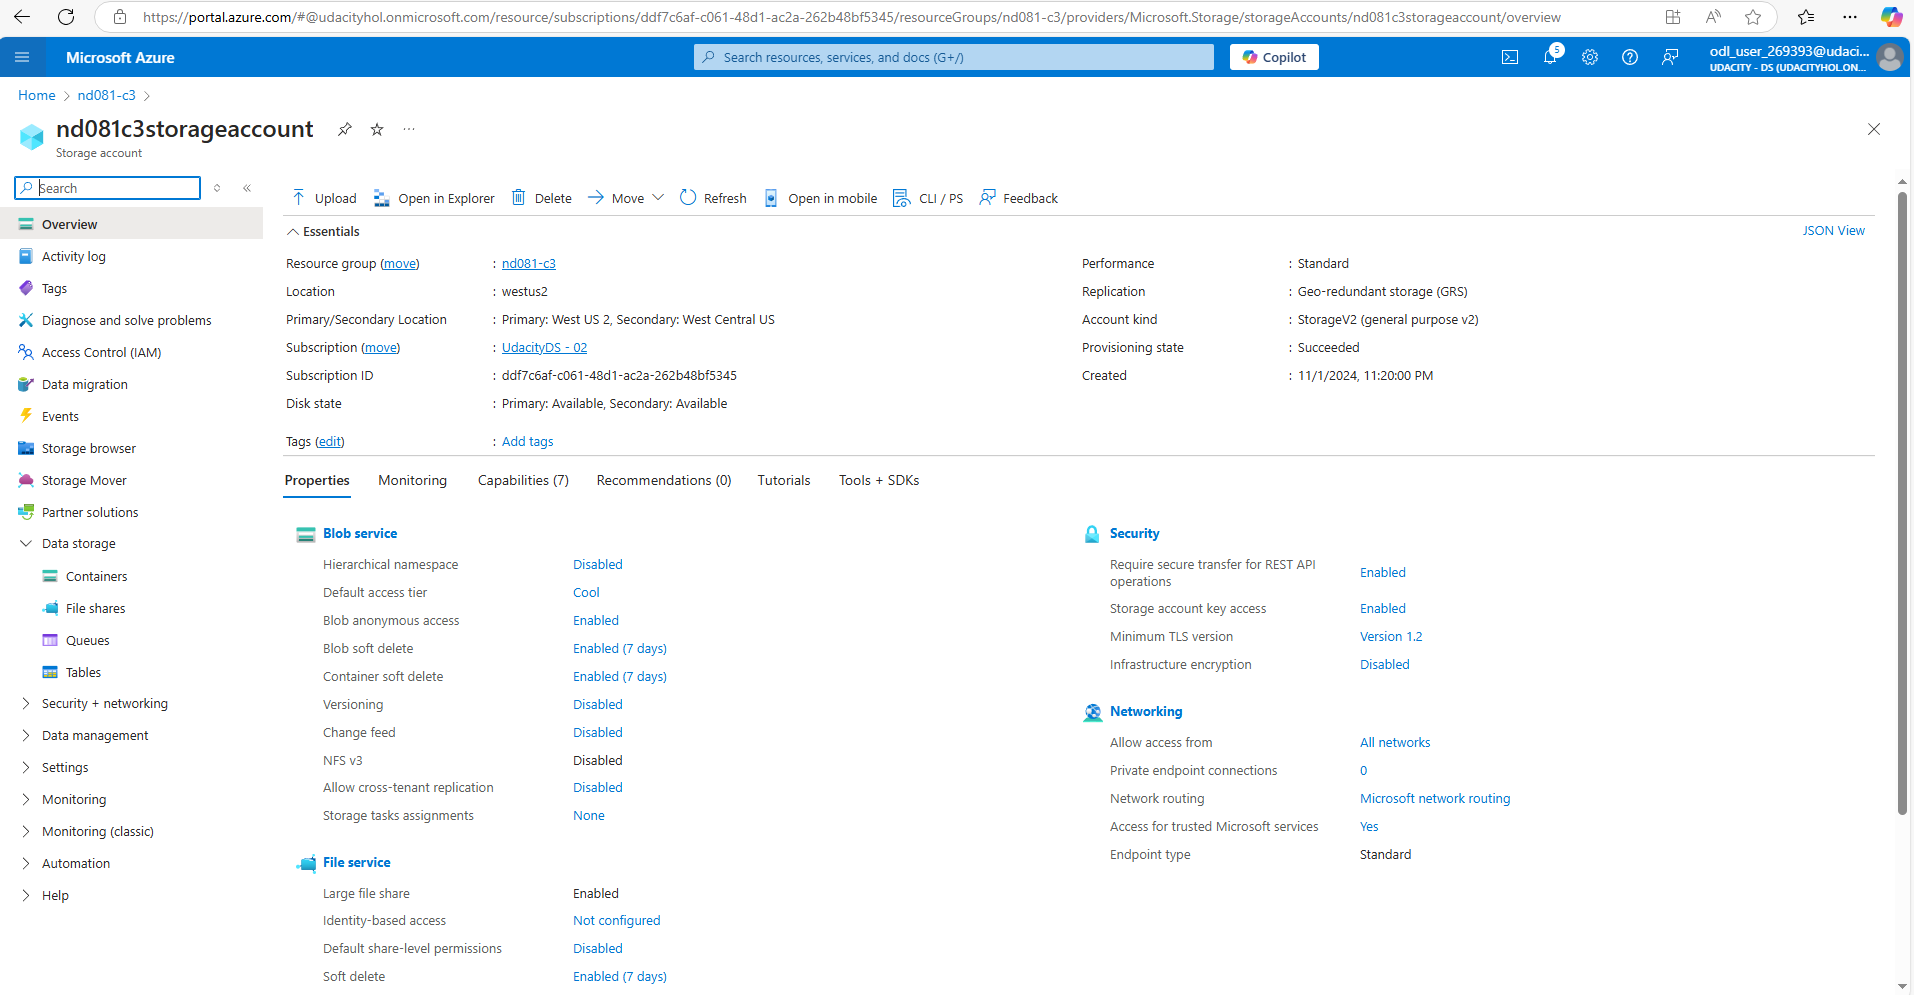 https://portal.azure.com/#@udacityhol.onmicrosoft.com/resource/subscriptions/ddf7c6af-c061-48d1-ac2a-262b48bf5345/resourceGroups/nd081-c3/providers/Microsoft.Storage/storageAccounts/nd081c3storageaccount/overview
Microsoft Azure
Search resources, services, and docs (G+/)
Copilot
5
odl_user_269393@udaci...
UDACITY - DS (UDACITYHOL.ON...
Home > nd081-c3 >
nd081c3storageaccount
Storage account
Search
Overview
Activity log
Tags
Diagnose and solve problems
Access Control (IAM)
Data migration
Events
Storage browser
Storage Mover
Partner solutions
Data storage
Containers
File shares
Queues
Tables
Security + networking
Data management
Settings
Monitoring
Monitoring (classic)
Automation
Help
Upload Open in Explorer Delete Move Refresh Open in mobile CLI / PS Feedback
Essentials
JSON View
Resource group (move) : nd081-c3
Location : westus2
Primary/Secondary Location : Primary: West US 2, Secondary: West Central US
Subscription (move) : UdacityDS - 02
Subscription ID : ddf7c6af-c061-48d1-ac2a-262b48bf5345
Disk state : Primary: Available, Secondary: Available
Tags (edit) : Add tags
Performance : Standard
Replication : Geo-redundant storage (GRS)
Account kind : StorageV2 (general purpose v2)
Provisioning state : Succeeded
Created : 11/1/2024, 11:20:00 PM
Properties Monitoring Capabilities (7) Recommendations (0) Tutorials Tools + SDKs
Blob service
Hierarchical namespace Disabled
Default access tier Cool
Blob anonymous access Enabled
Blob soft delete Enabled (7 days)
Container soft delete Enabled (7 days)
Versioning Disabled
Change feed Disabled
NFS v3 Disabled
Allow cross-tenant replication Disabled
Storage tasks assignments None
File service
Large file share Enabled
Identity-based access Not configured
Default share-level permissions Disabled
Soft delete Enabled (7 days)
Security
Require secure transfer for REST API
operations Enabled
Storage account key access Enabled
Minimum TLS version Version 1.2
Infrastructure encryption Disabled
Networking
Allow access from All networks
Private endpoint connections 0
Network routing Microsoft network routing
Access for trusted Microsoft services Yes
Endpoint type Standard